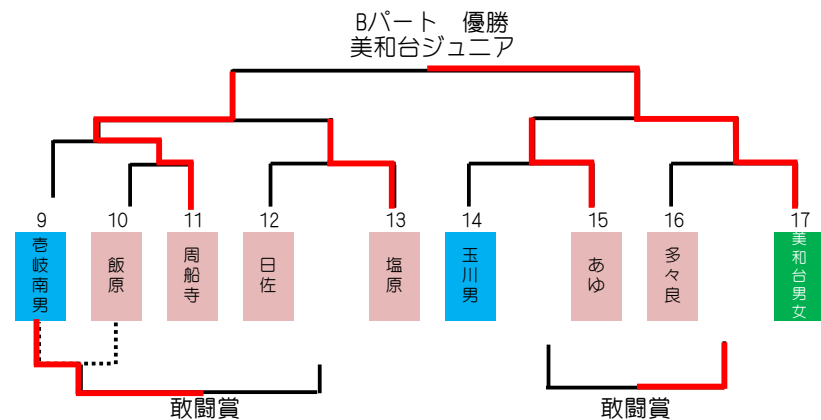 Bパート　優勝
美和台ジュニア
9
10
11
12
13
14
15
16
17
壱岐南男
飯原
周船寺
日佐
塩原
玉川男
あゆ
多々良
美和台男女
敢闘賞
敢闘賞